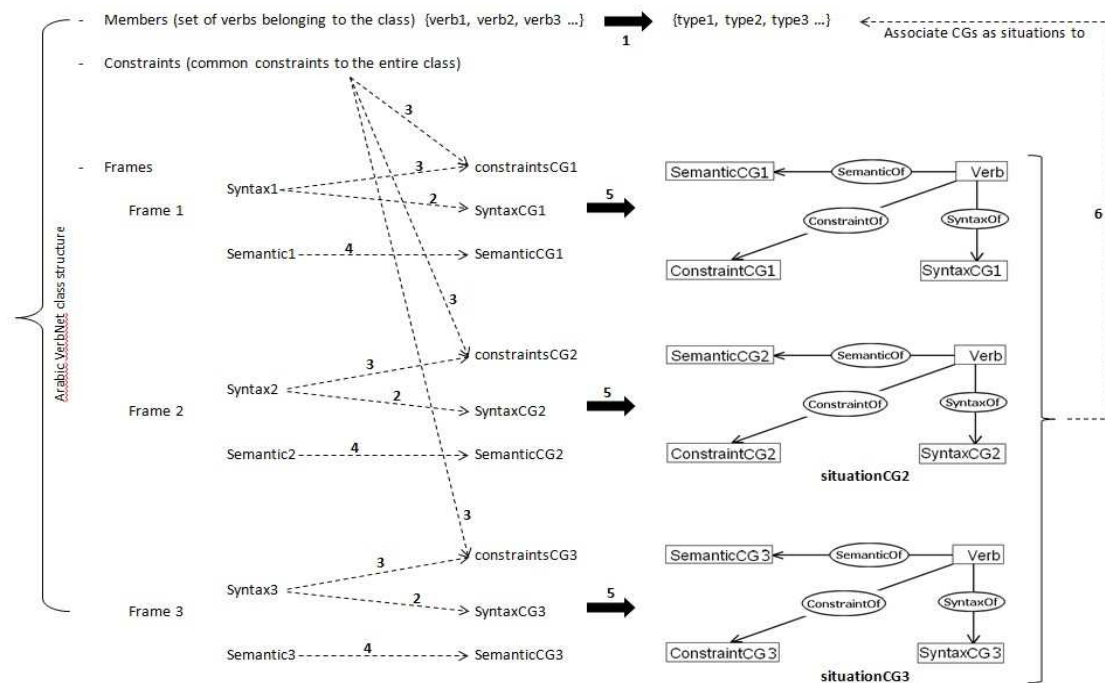 - Members (set of verbs belonging to the class) {verb1, verb2, verb3 ...} 1 {type1, type2, type3 ...}
Associate CGs as situations to
- Constraints (common constraints to the entire class)
3
- Frames
3
constraintsCG1
Syntax1
2
Frame 1
SyntaxCG1
5
Semantic1
4
SemanticCG1
SemanticCG1
SemanticOf
Verb
ConstraintOf
SyntaxOf
ConstraintCG1
SyntaxCG1
6
3
constraintsCG2
3
Syntax2
2
Frame 2
SyntaxCG2
5
Semantic2
4
SemanticCG2
SemanticCG2
SemanticOf
Verb
ConstraintOf
SyntaxOf
ConstraintCG2
SyntaxCG2
situationCG2
3
constraintsCG3
3
Syntax3
2
Frame 3
SyntaxCG3
5
Semantic3
4
SemanticCG3
SemanticCG3
SemanticOf
Verb
ConstraintOf
SyntaxOf
ConstraintCG3
SyntaxCG3
situationCG3
Arabic VerbNet class structure